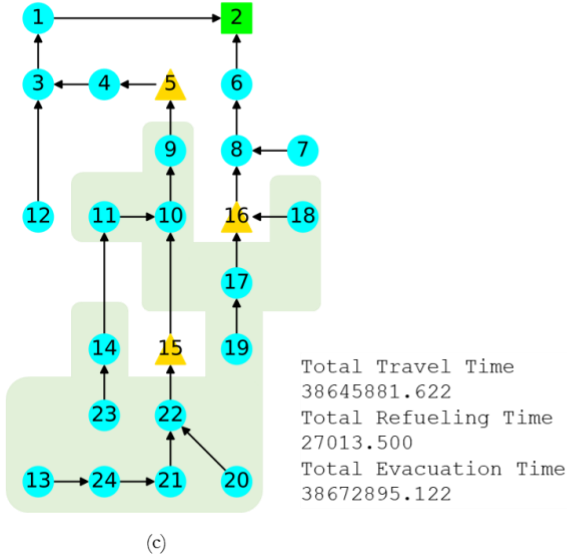 1 2
3 4 5 6
9 8 7
12 11 10 16 18
17
14 15 19
23 22
13 24 21 20
Total Travel Time
38645881.622
Total Refueling Time
27013.500
Total Evacuation Time
38672895.122
(c)